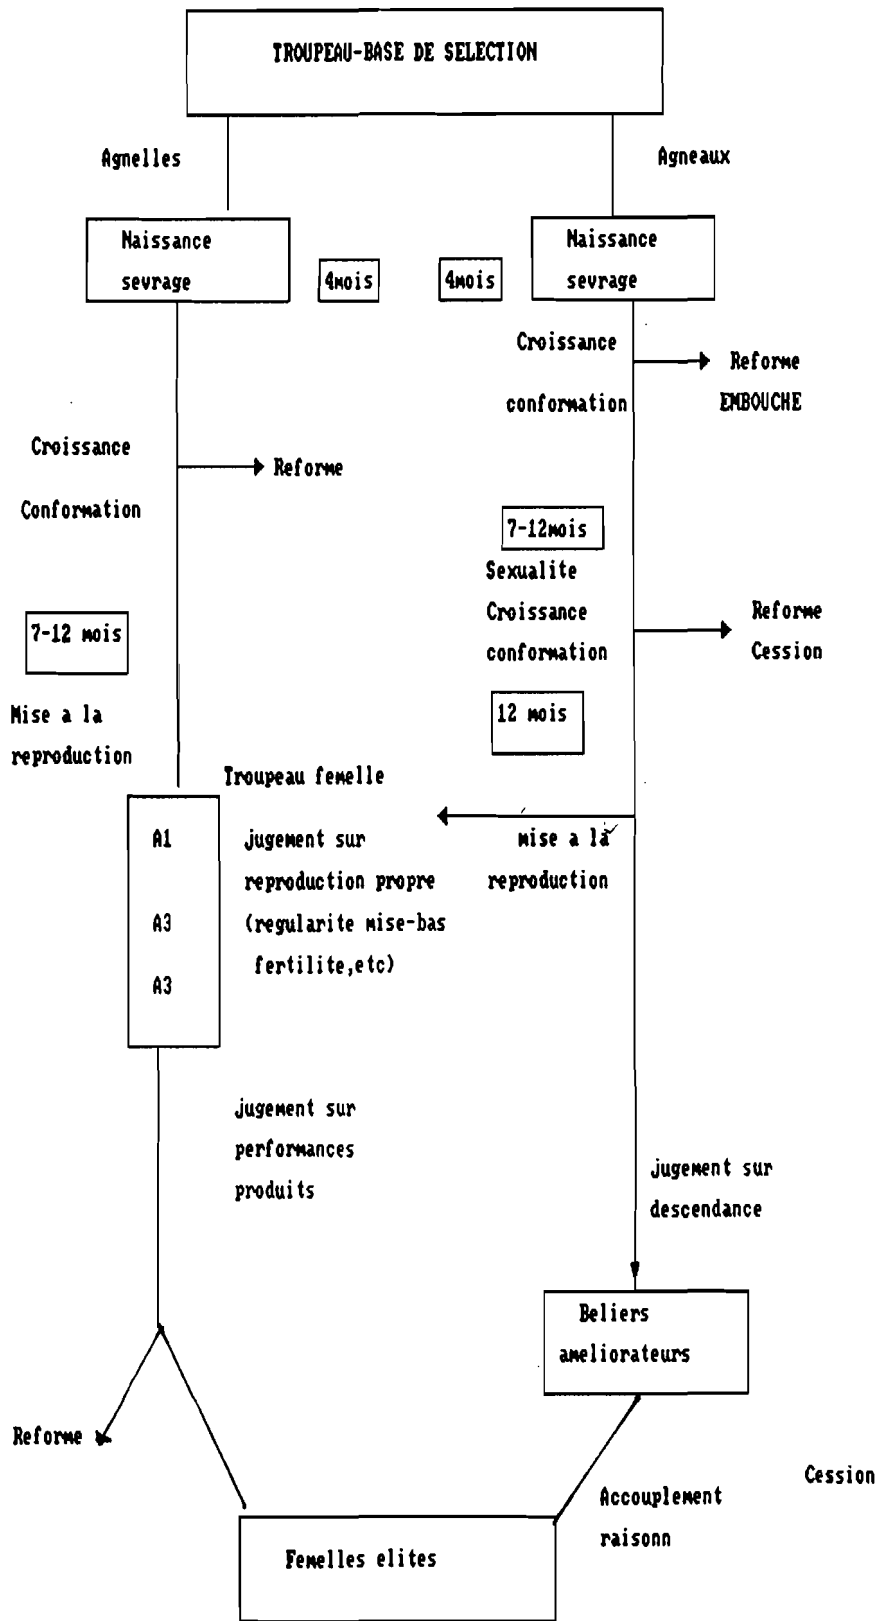 TROUPEAU-BASE DE SELECTION
Agnelles
Agneaux
Naissance
sevrage
4mois
4mois
Naissance
sevrage
Croissance
conformation
Reforme
EMBOUCHE
Croissance
Conformation
Reforme
7-12mois
Sexualite
Croissance
conformation
Reforme
Cession
7-12 mois
12 mois
Mise a la
reproduction
Troupeau femelle
A1
A3
A3
jugement sur
reproduction propre
(regularite mise-bas
fertilite,etc)
mise a la
reproduction
jugement sur
performances
produits
jugement sur
descendance
Beliers
ameliorateurs
Reforme
Cession
Accouplement
raisonn
Femelles elites